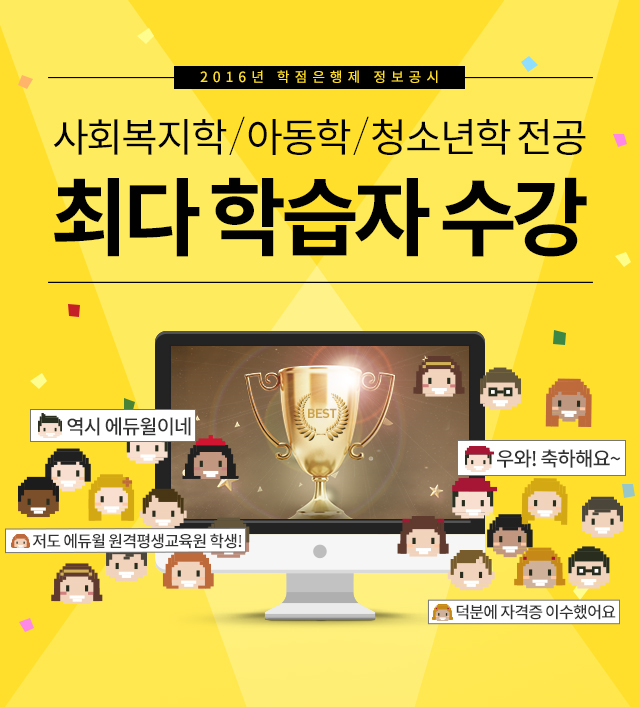 2016년 학점은행제 정보공시
사회복지학/아동학/청소년학 전공
최다 학습자 수강
BEST
역시 에듀윌이네
우와! 축하해요~
저도 에듀윌 원격평생교육원 학생!
덕분에 자격증 이수했어요